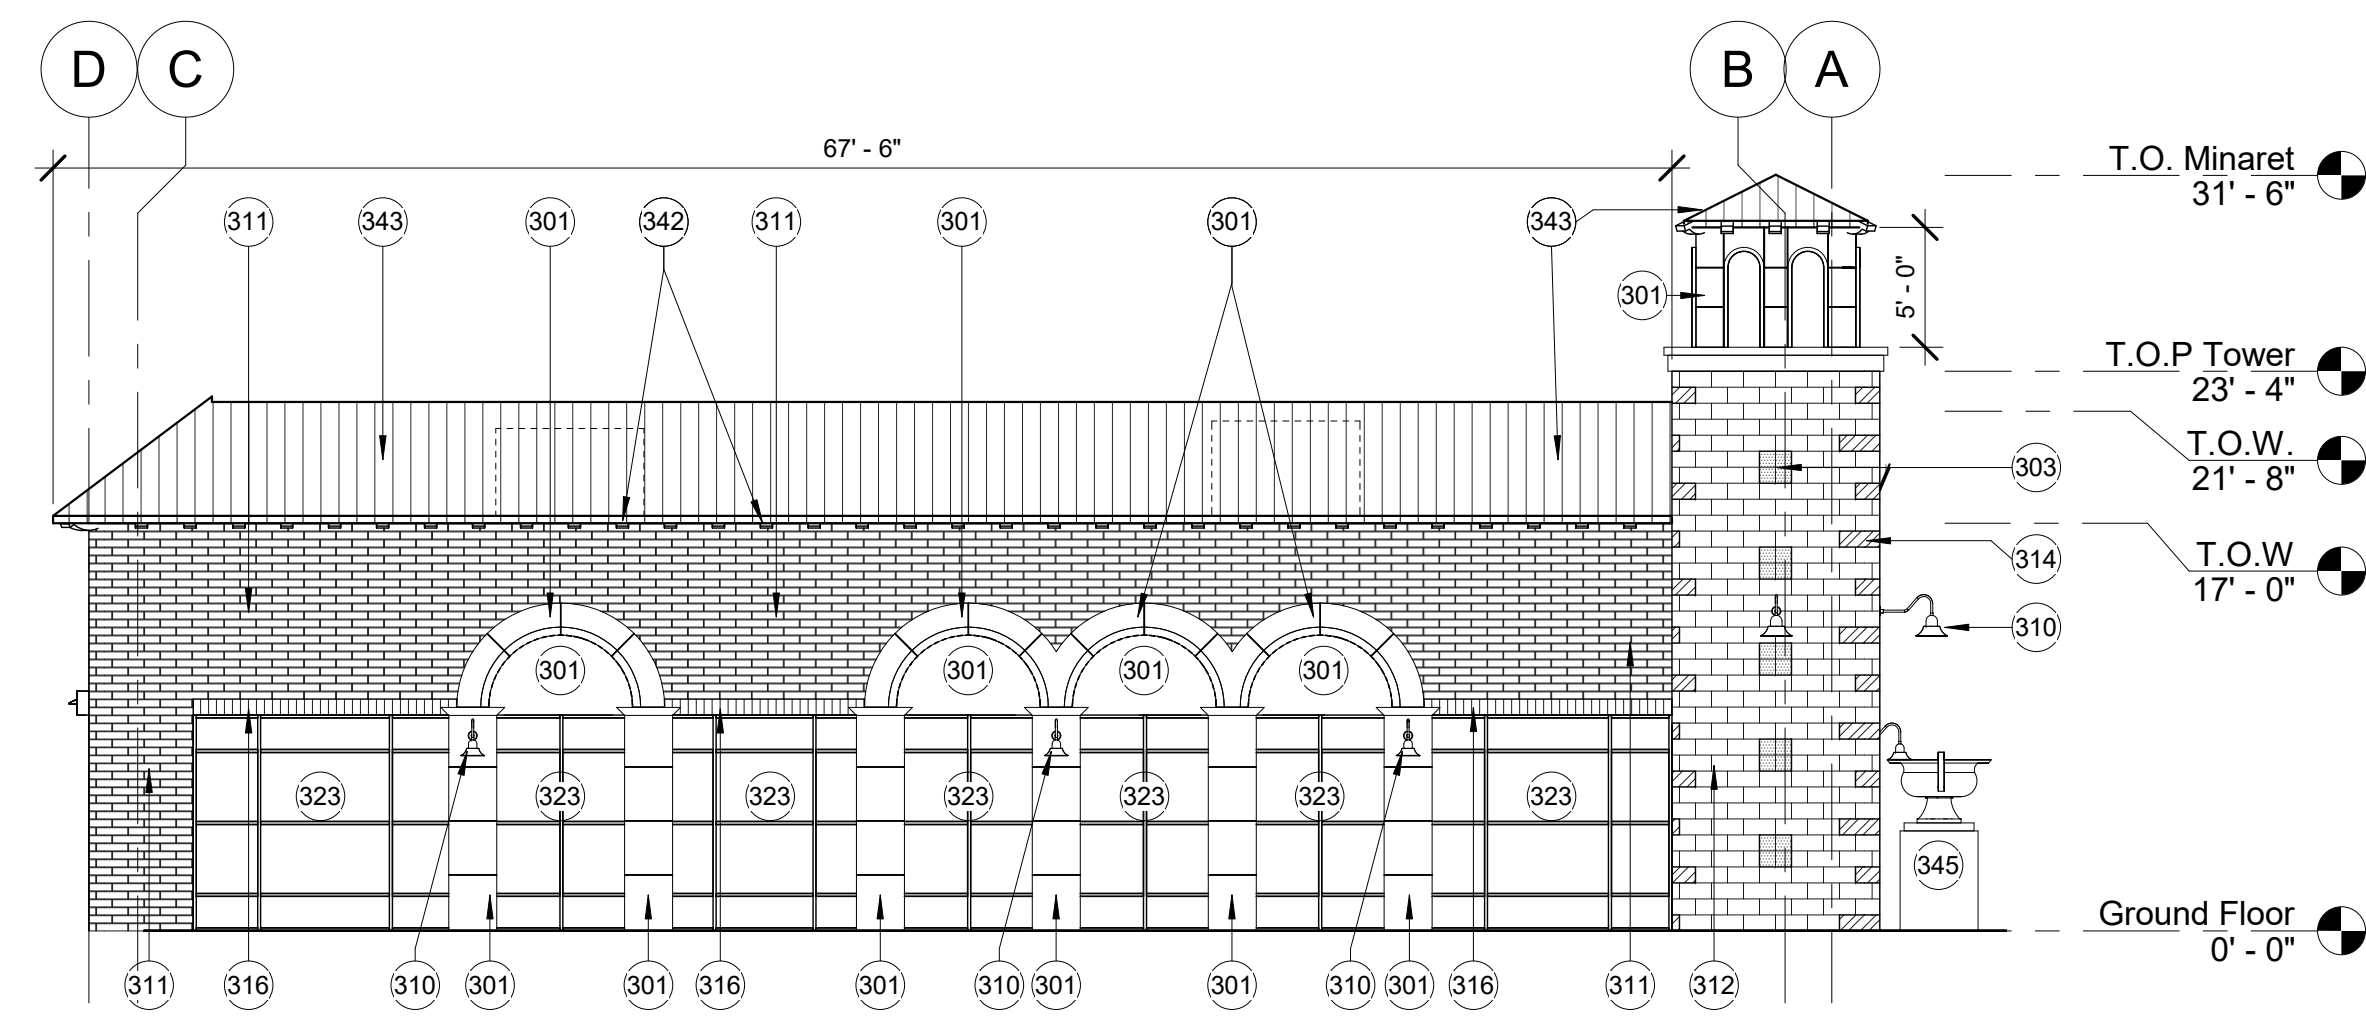 D C B A
67' - 6"
T.O. Minaret
31' - 6"
311 343 301 342 311 301 301 343
301
5' - 0"
T.O.P Tower
23' - 4"
T.O.W.
21' - 8"
303
T.O.W
17' - 0"
314
310
301 301 301 301
323 323 323 323 323 323 323
345
Ground Floor
0' - 0"
311 316 310 301 301 316 301 310 301 301 310 301 316 311 312